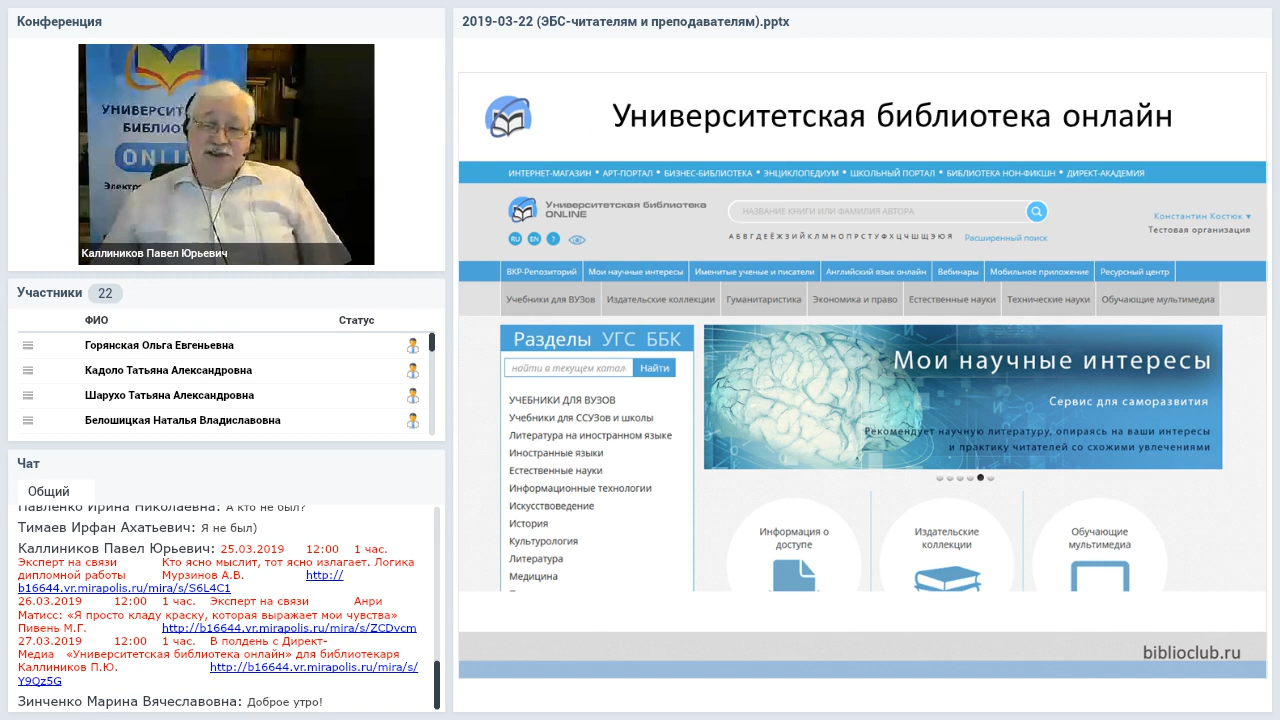 Конференция
УНИВЕРСИТ
БИБЛИОТ
ONLI
Электро
Каллиников Павел Юрьевич
Участники 22
ФИО Статус
Горянская Ольга Евгеньевна
Кадоло Татьяна Александровна
Шарухо Татьяна Александровна
Белошицкая Наталья Владиславовна
Чат
Общий
Павленко Ирина Николаевна: А кто не был?
Тимаев Ирфан Ахатьевич: Я не был)
Каллиников Павел Юрьевич: 25.03.2019 12:00 1 час.
Эксперт на связи Кто ясно мыслит, тот ясно излагает. Логика
дипломной работы Мурзинов А.В. http://
b16644.vr.mirapolis.ru/mira/s/S6L4C1
26.03.2019 12:00 1 час. Эксперт на связи Анри
Матисс: «Я просто кладу краску, которая выражает мои чувства»
Пивень М.Г. http://b16644.vr.mirapolis.ru/mira/s/ZCDvcm
27.03.2019 12:00 1 час. В полдень с Директ-
Медиа «Университетская библиотека онлайн» для библиотекаря
Каллиников П.Ю. http://b16644.vr.mirapolis.ru/mira/s/
Y9Qz5G
Зинченко Марина Вячеславовна: Доброе утро!
2019-03-22 (ЭБС-читателям и преподавателям).pptx
Университетская библиотека онлайн
ИНТЕРНЕТ-МАГАЗИН • АРТ-ПОРТАЛ • БИЗНЕС-БИБЛИОТЕКА • ЭНЦИКЛОПЕДИУМ • ШКОЛЬНЫЙ ПОРТАЛ • БИБЛИОТЕКА НОН-ФИКШН • ДИРЕКТ-АКАДЕМИЯ
Университетская библиотека
ONLINE
НАЗВАНИЕ КНИГИ ИЛИ ФАМИЛИЯ АВТОРА
Константин Костюк ▾
Тестовая организация
RU EN ?
А Б В Г Д Е Ё Ж З И Й К Л М Н О П Р С Т У Ф Х Ц Ч Ш Щ Э Ю Я Расширенный поиск
ВКР-Репозиторий Мои научные интересы Именитые ученые и писатели Английский язык онлайн Вебинары Мобильное приложение Ресурсный центр
Учебники для ВУЗов Издательские коллекции Гуманитаристика Экономика и право Естественные науки Технические науки Обучающие мультимедиа
Разделы УГС ББК
найти в текущем катал Найти
УЧЕБНИКИ ДЛЯ ВУЗОВ
Учебники для ССУЗов и школы
Литература на иностранном языке
Иностранные языки
Естественные науки
Информационные технологии
Искусствоведение
История
Культурология
Литература
Медицина
Мои научные интересы
Сервис для саморазвития
Рекомендует научную литературу, опираясь на ваши интересы
и практику читателей со схожими увлечениями
Информация о
доступе
Издательские
коллекции
Обучающие
мультимедиа
biblioclub.ru